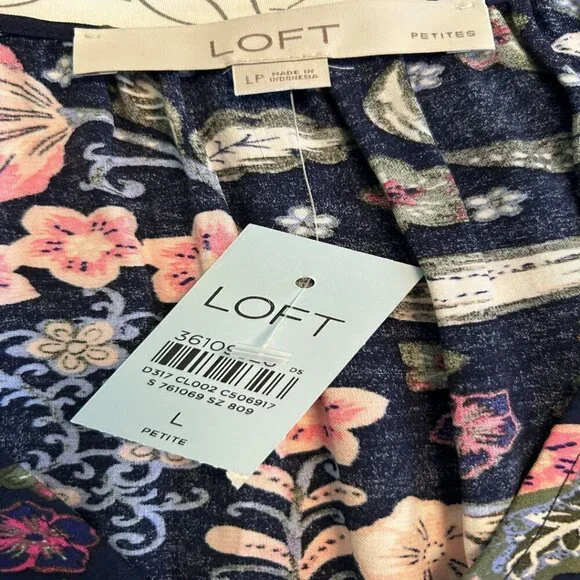 LOFT PETITES
LP MADE IN
INDONESIA
LOFT
DS
D317 CL002 C506917
S 761069 SZ 809
L
PETITE